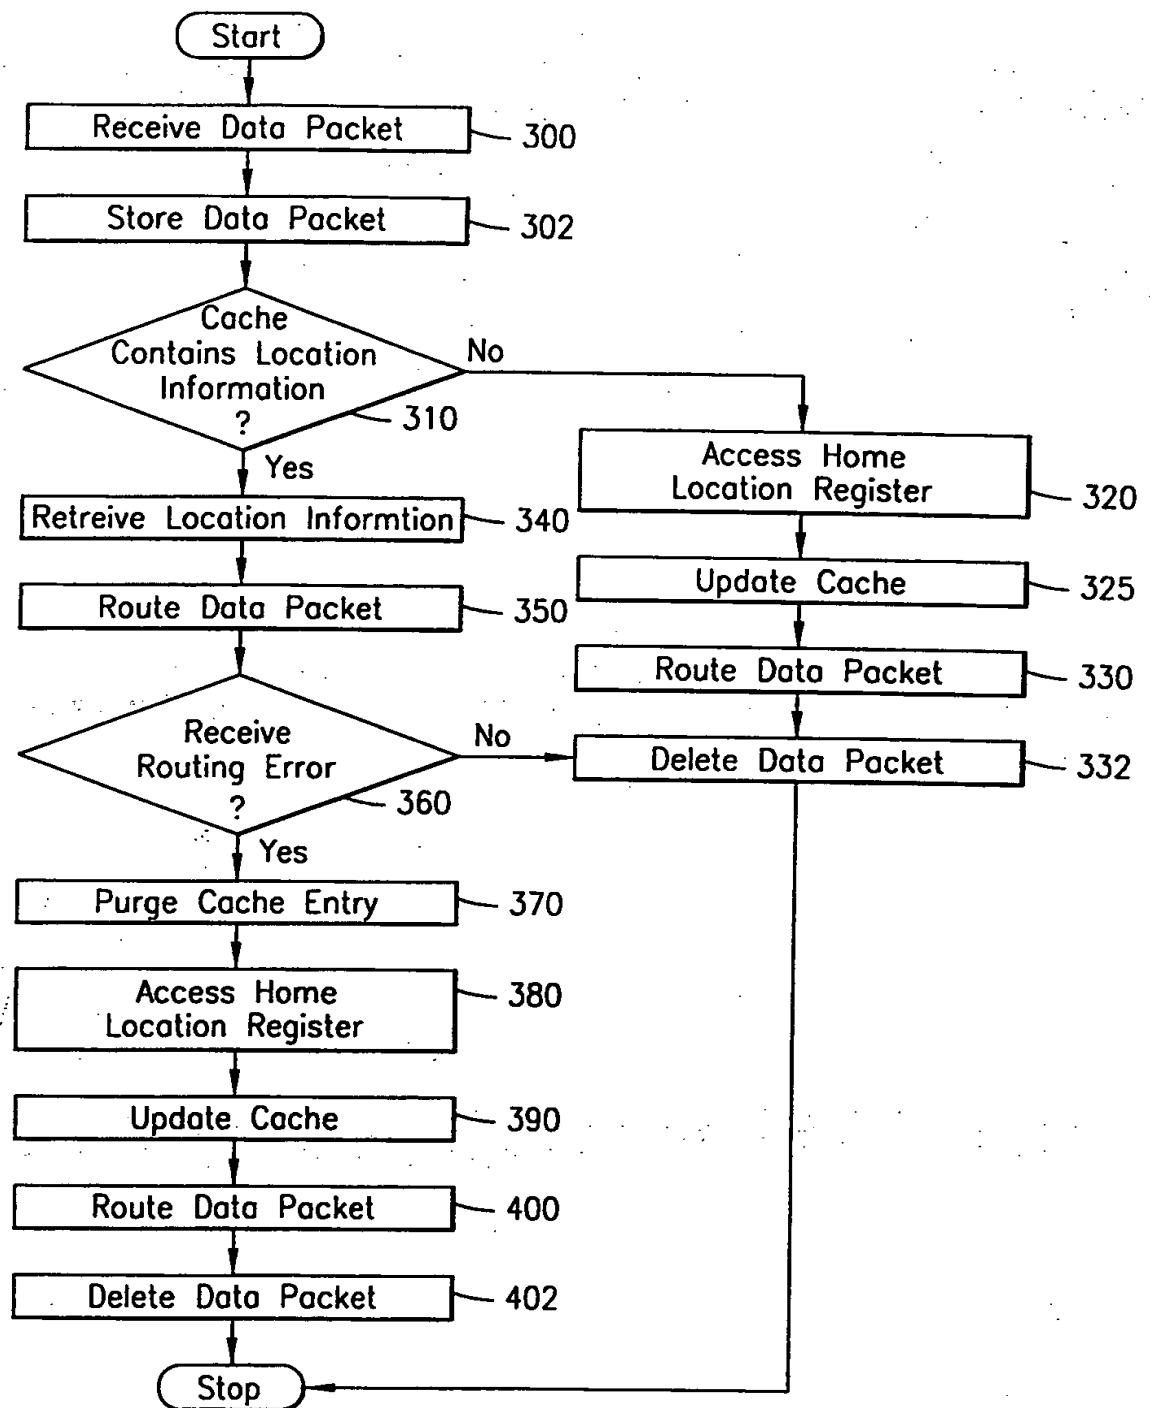 Start
Receive Data Packet
300
Store Data Packet
302
Cache
Contains Location
Information
?
310
No
Yes
Access Home
Location Register
320
Retreive Location Informtion
340
Update Cache
325
Route Data Packet
350
Route Data Packet
330
Receive
Routing Error
?
360
No
Yes
Delete Data Packet
332
Purge Cache Entry
370
Access Home
Location Register
380
Update Cache
390
Route Data Packet
400
Delete Data Packet
402
Stop